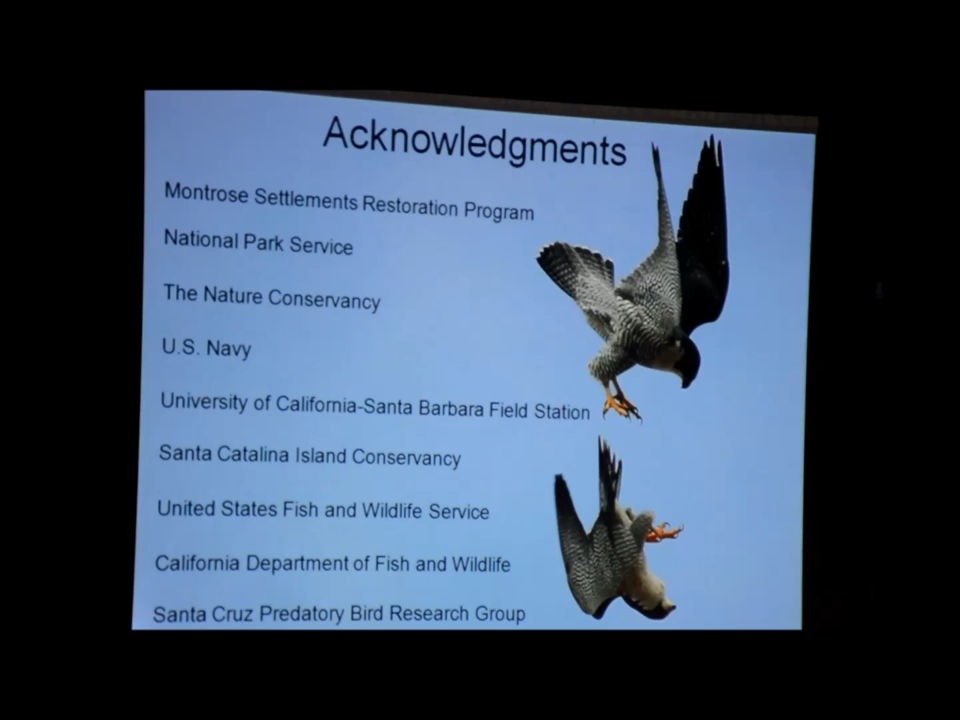 Acknowledgments
Montrose Settlements Restoration Program
National Park Service
The Nature Conservancy
U.S. Navy
University of California-Santa Barbara Field Station
Santa Catalina Island Conservancy
United States Fish and Wildlife Service
California Department of Fish and Wildlife
Santa Cruz Predatory Bird Research Group